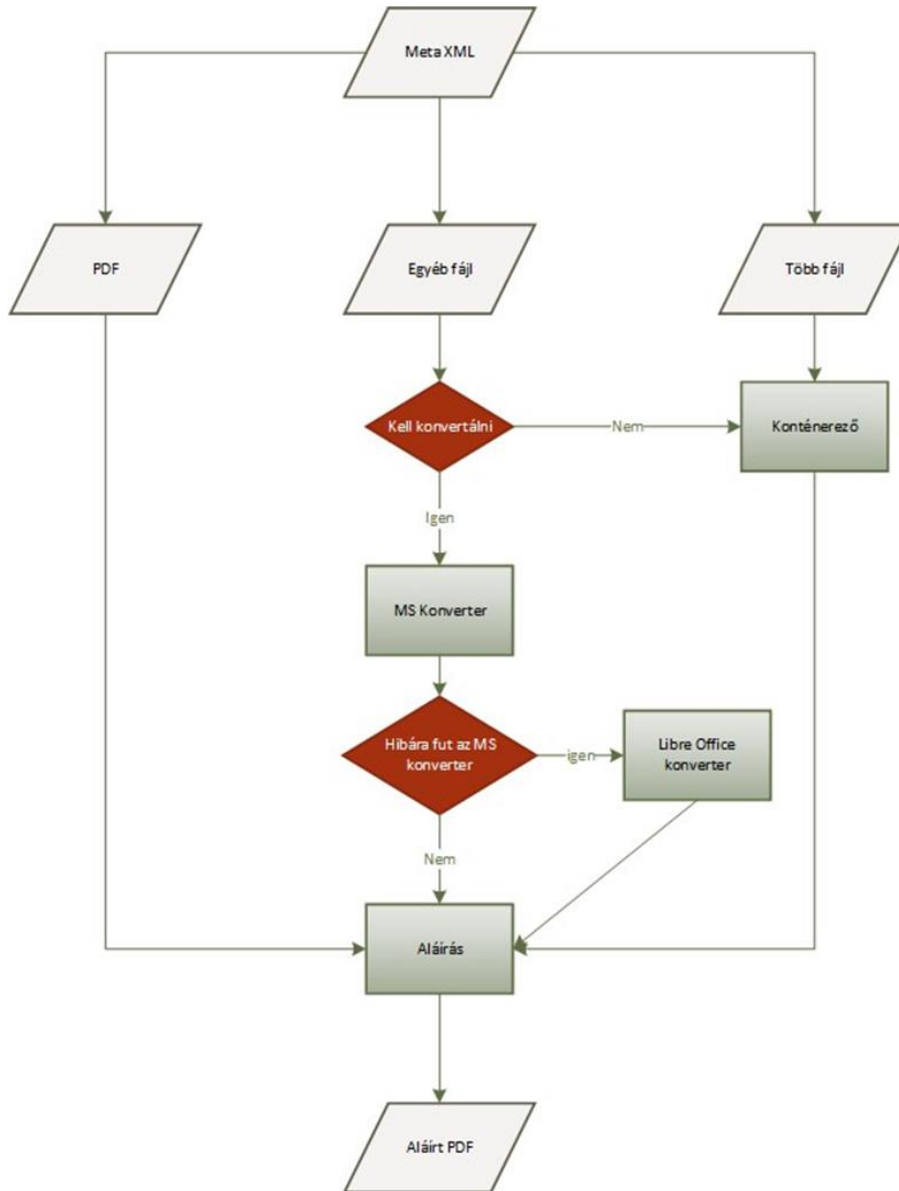 Meta XML
PDF
Egyéb fájl
Több fájl
Kell konvertálni
Nem
Konténerező
Igen
MS Konverter
Hibára fut az MS
konverter
igen
Libre Office
konverter
Nem
Aláírás
Aláírt PDF